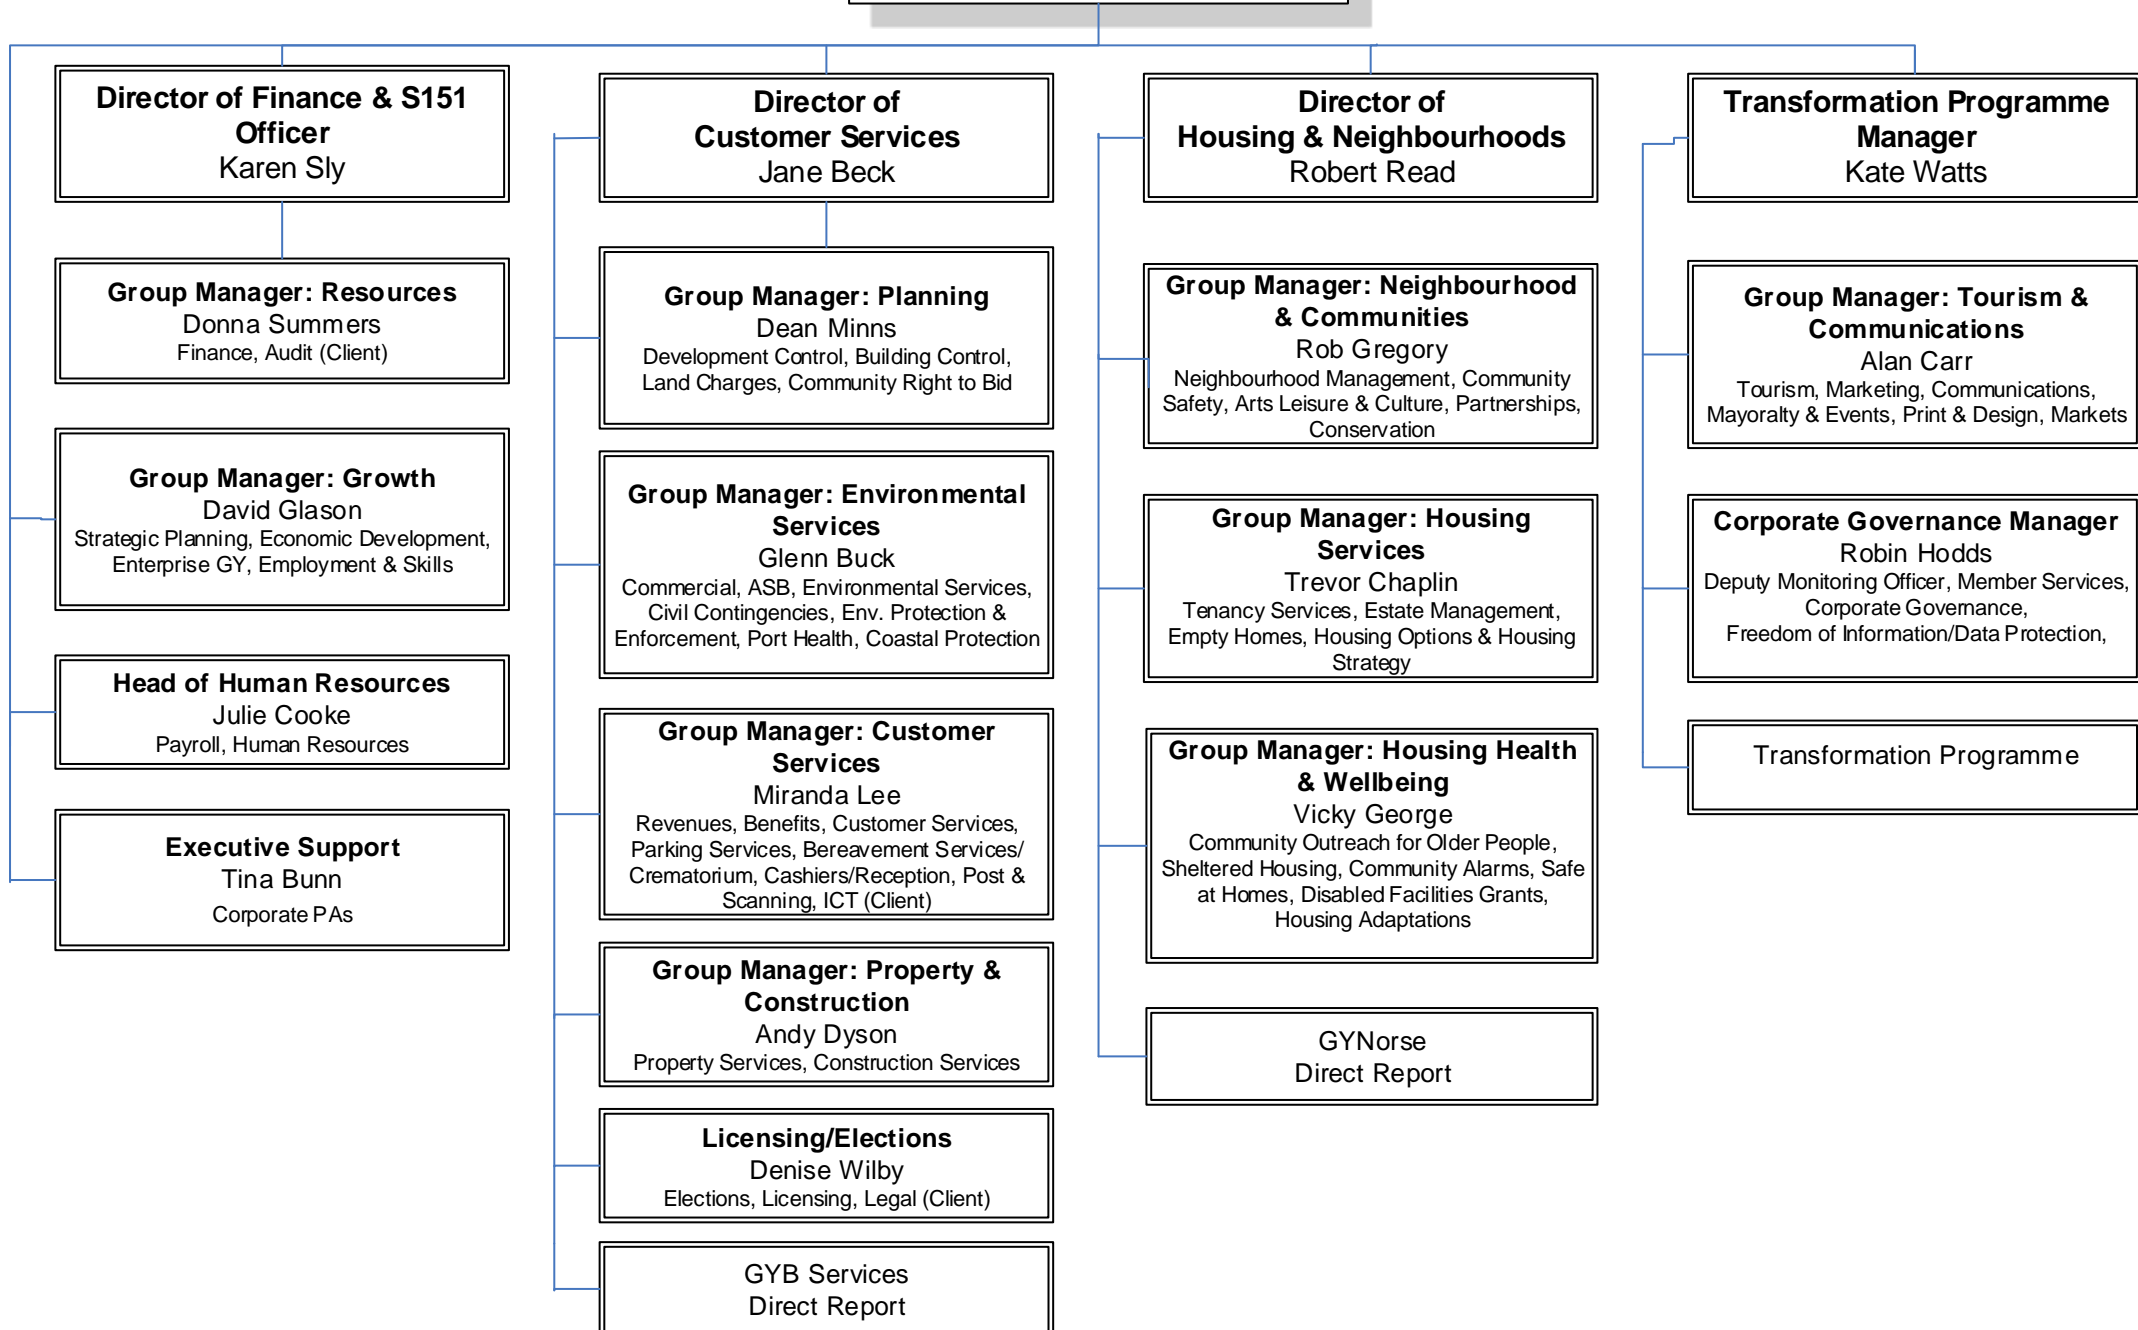 Director of Finance & S151
Officer
Karen Sly
Group Manager: Resources
Donna Summers
Finance, Audit (Client)
Group Manager: Growth
David Glason
Strategic Planning, Economic Development,
Enterprise GY, Employment & Skills
Head of Human Resources
Julie Cooke
Payroll, Human Resources
Executive Support
Tina Bunn
Corporate PAs
Director of
Customer Services
Jane Beck
Group Manager: Planning
Dean Minns
Development Control, Building Control,
Land Charges, Community Right to Bid
Group Manager: Environmental
Services
Glenn Buck
Commercial, ASB, Environmental Services,
Civil Contingencies, Env. Protection &
Enforcement, Port Health, Coastal Protection
Group Manager: Customer
Services
Miranda Lee
Revenues, Benefits, Customer Services,
Parking Services, Bereavement Services/
Crematorium, Cashiers/Reception, Post &
Scanning, ICT (Client)
Group Manager: Property &
Construction
Andy Dyson
Property Services, Construction Services
Licensing/Elections
Denise Wilby
Elections, Licensing, Legal (Client)
GYB Services
Direct Report
Director of
Housing & Neighbourhoods
Robert Read
Group Manager: Neighbourhood
& Communities
Rob Gregory
Neighbourhood Management, Community
Safety, Arts Leisure & Culture, Partnerships,
Conservation
Group Manager: Housing
Services
Trevor Chaplin
Tenancy Services, Estate Management,
Empty Homes, Housing Options & Housing
Strategy
Group Manager: Housing Health
& Wellbeing
Vicky George
Community Outreach for Older People,
Sheltered Housing, Community Alarms, Safe
at Homes, Disabled Facilities Grants,
Housing Adaptations
GYNorse
Direct Report
Transformation Programme
Manager
Kate Watts
Group Manager: Tourism &
Communications
Alan Carr
Tourism, Marketing, Communications,
Mayoralty & Events, Print & Design, Markets
Corporate Governance Manager
Robin Hodds
Deputy Monitoring Officer, Member Services,
Corporate Governance,
Freedom of Information/Data Protection,
Transformation Programme